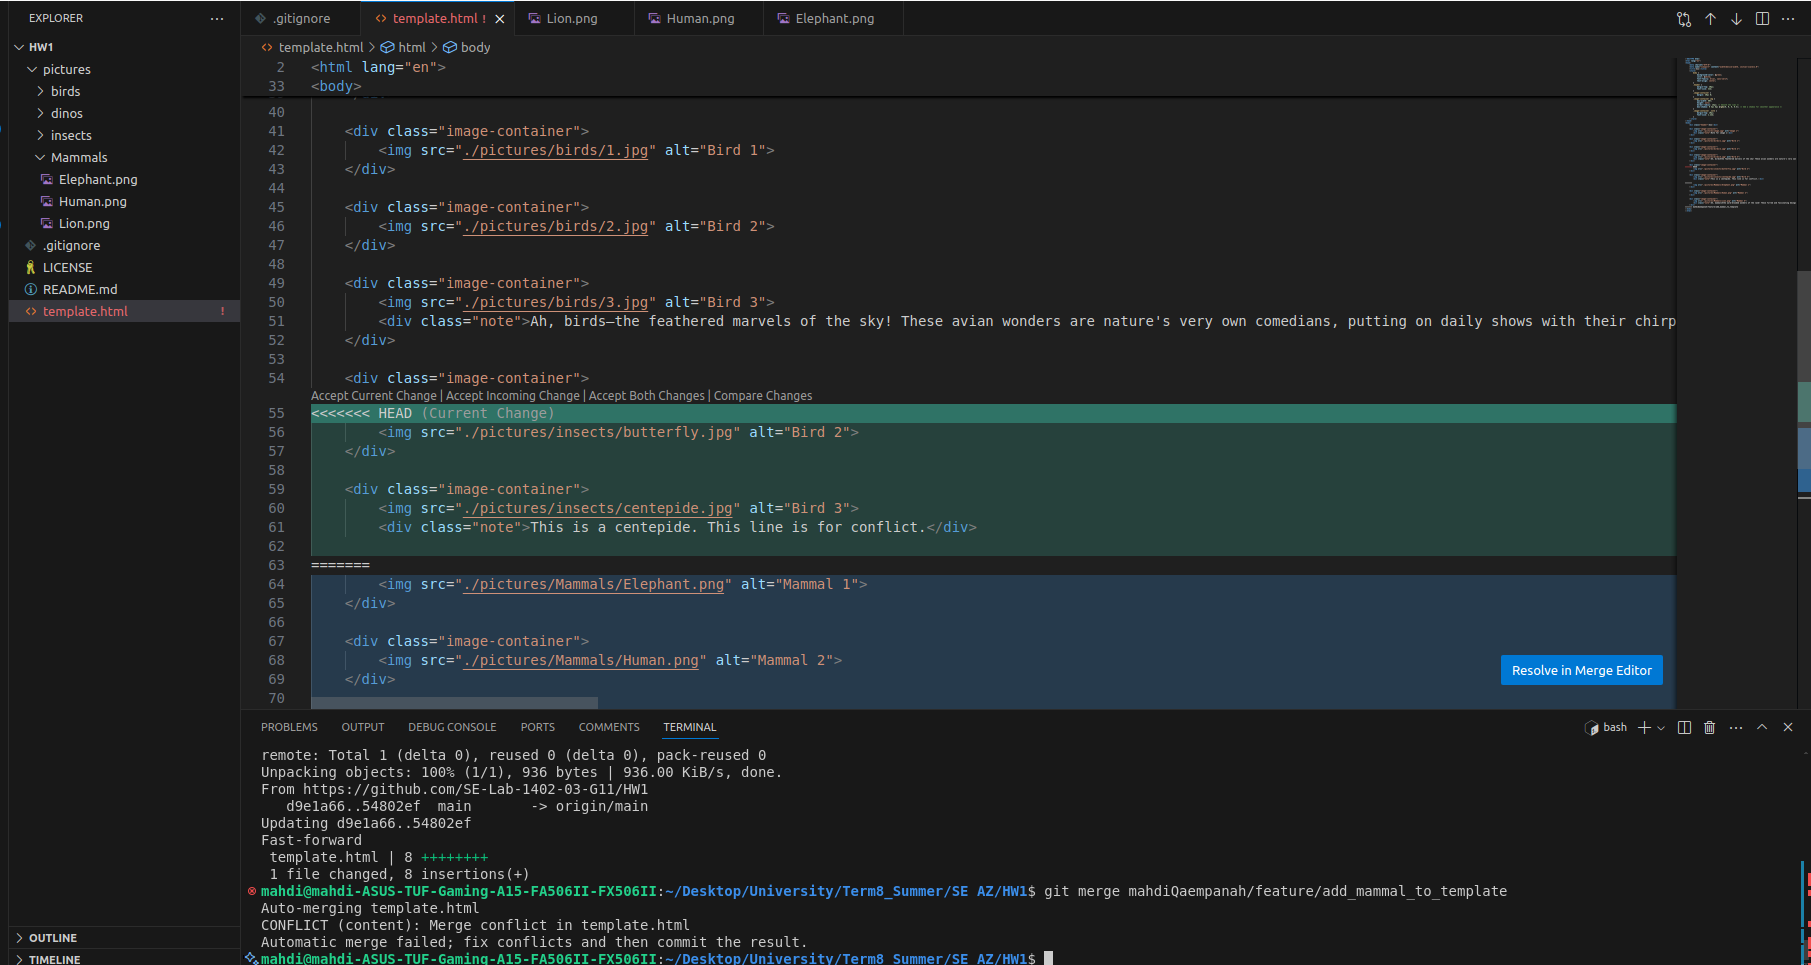 EXPLORER
HW1
pictures
birds
dinos
insects
Mammals
Elephant.png
Human.png
Lion.png
.gitignore
LICENSE
README.md
template.html !
OUTLINE
TIMELINE
.gitignore template.html ! Lion.png Human.png Elephant.png
template.html > html > body
2 <html lang="en">
33 <body>
40
41 <div class="image-container">
42 <img src="./pictures/birds/1.jpg" alt="Bird 1">
43 </div>
44
45 <div class="image-container">
46 <img src="./pictures/birds/2.jpg" alt="Bird 2">
47 </div>
48
49 <div class="image-container">
50 <img src="./pictures/birds/3.jpg" alt="Bird 3">
51 <div class="note">Ah, birds—the feathered marvels of the sky! These avian wonders are nature's very own comedians, putting on daily shows with their chirp
52 </div>
53
54 <div class="image-container">
Accept Current Change | Accept Incoming Change | Accept Both Changes | Compare Changes
55 <<<<<<< HEAD (Current Change)
56 <img src="./pictures/insects/butterfly.jpg" alt="Bird 2">
57 </div>
58
59 <div class="image-container">
60 <img src="./pictures/insects/centepide.jpg" alt="Bird 3">
61 <div class="note">This is a centepide. This line is for conflict.</div>
62
63 =======
64 <img src="./pictures/Mammals/Elephant.png" alt="Mammal 1">
65 </div>
66
67 <div class="image-container">
68 <img src="./pictures/Mammals/Human.png" alt="Mammal 2">
69 </div>
70
Resolve in Merge Editor
PROBLEMS OUTPUT DEBUG CONSOLE PORTS COMMENTS TERMINAL
bash
remote: Total 1 (delta 0), reused 0 (delta 0), pack-reused 0
Unpacking objects: 100% (1/1), 936 bytes | 936.00 KiB/s, done.
From https://github.com/SE-Lab-1402-03-G11/HW1
d9e1a66..54802ef main -> origin/main
Updating d9e1a66..54802ef
Fast-forward
template.html | 8 ++++++++
1 file changed, 8 insertions(+)
mahdi@mahdi-ASUS-TUF-Gaming-A15-FA506II-FX506II:~/Desktop/University/Term8_Summer/SE AZ/HW1$ git merge mahdiQaempanah/feature/add_mammal_to_template
Auto-merging template.html
CONFLICT (content): Merge conflict in template.html
Automatic merge failed; fix conflicts and then commit the result.
mahdi@mahdi-ASUS-TUF-Gaming-A15-FA506II-FX506II:~/Desktop/University/Term8_Summer/SE AZ/HW1$